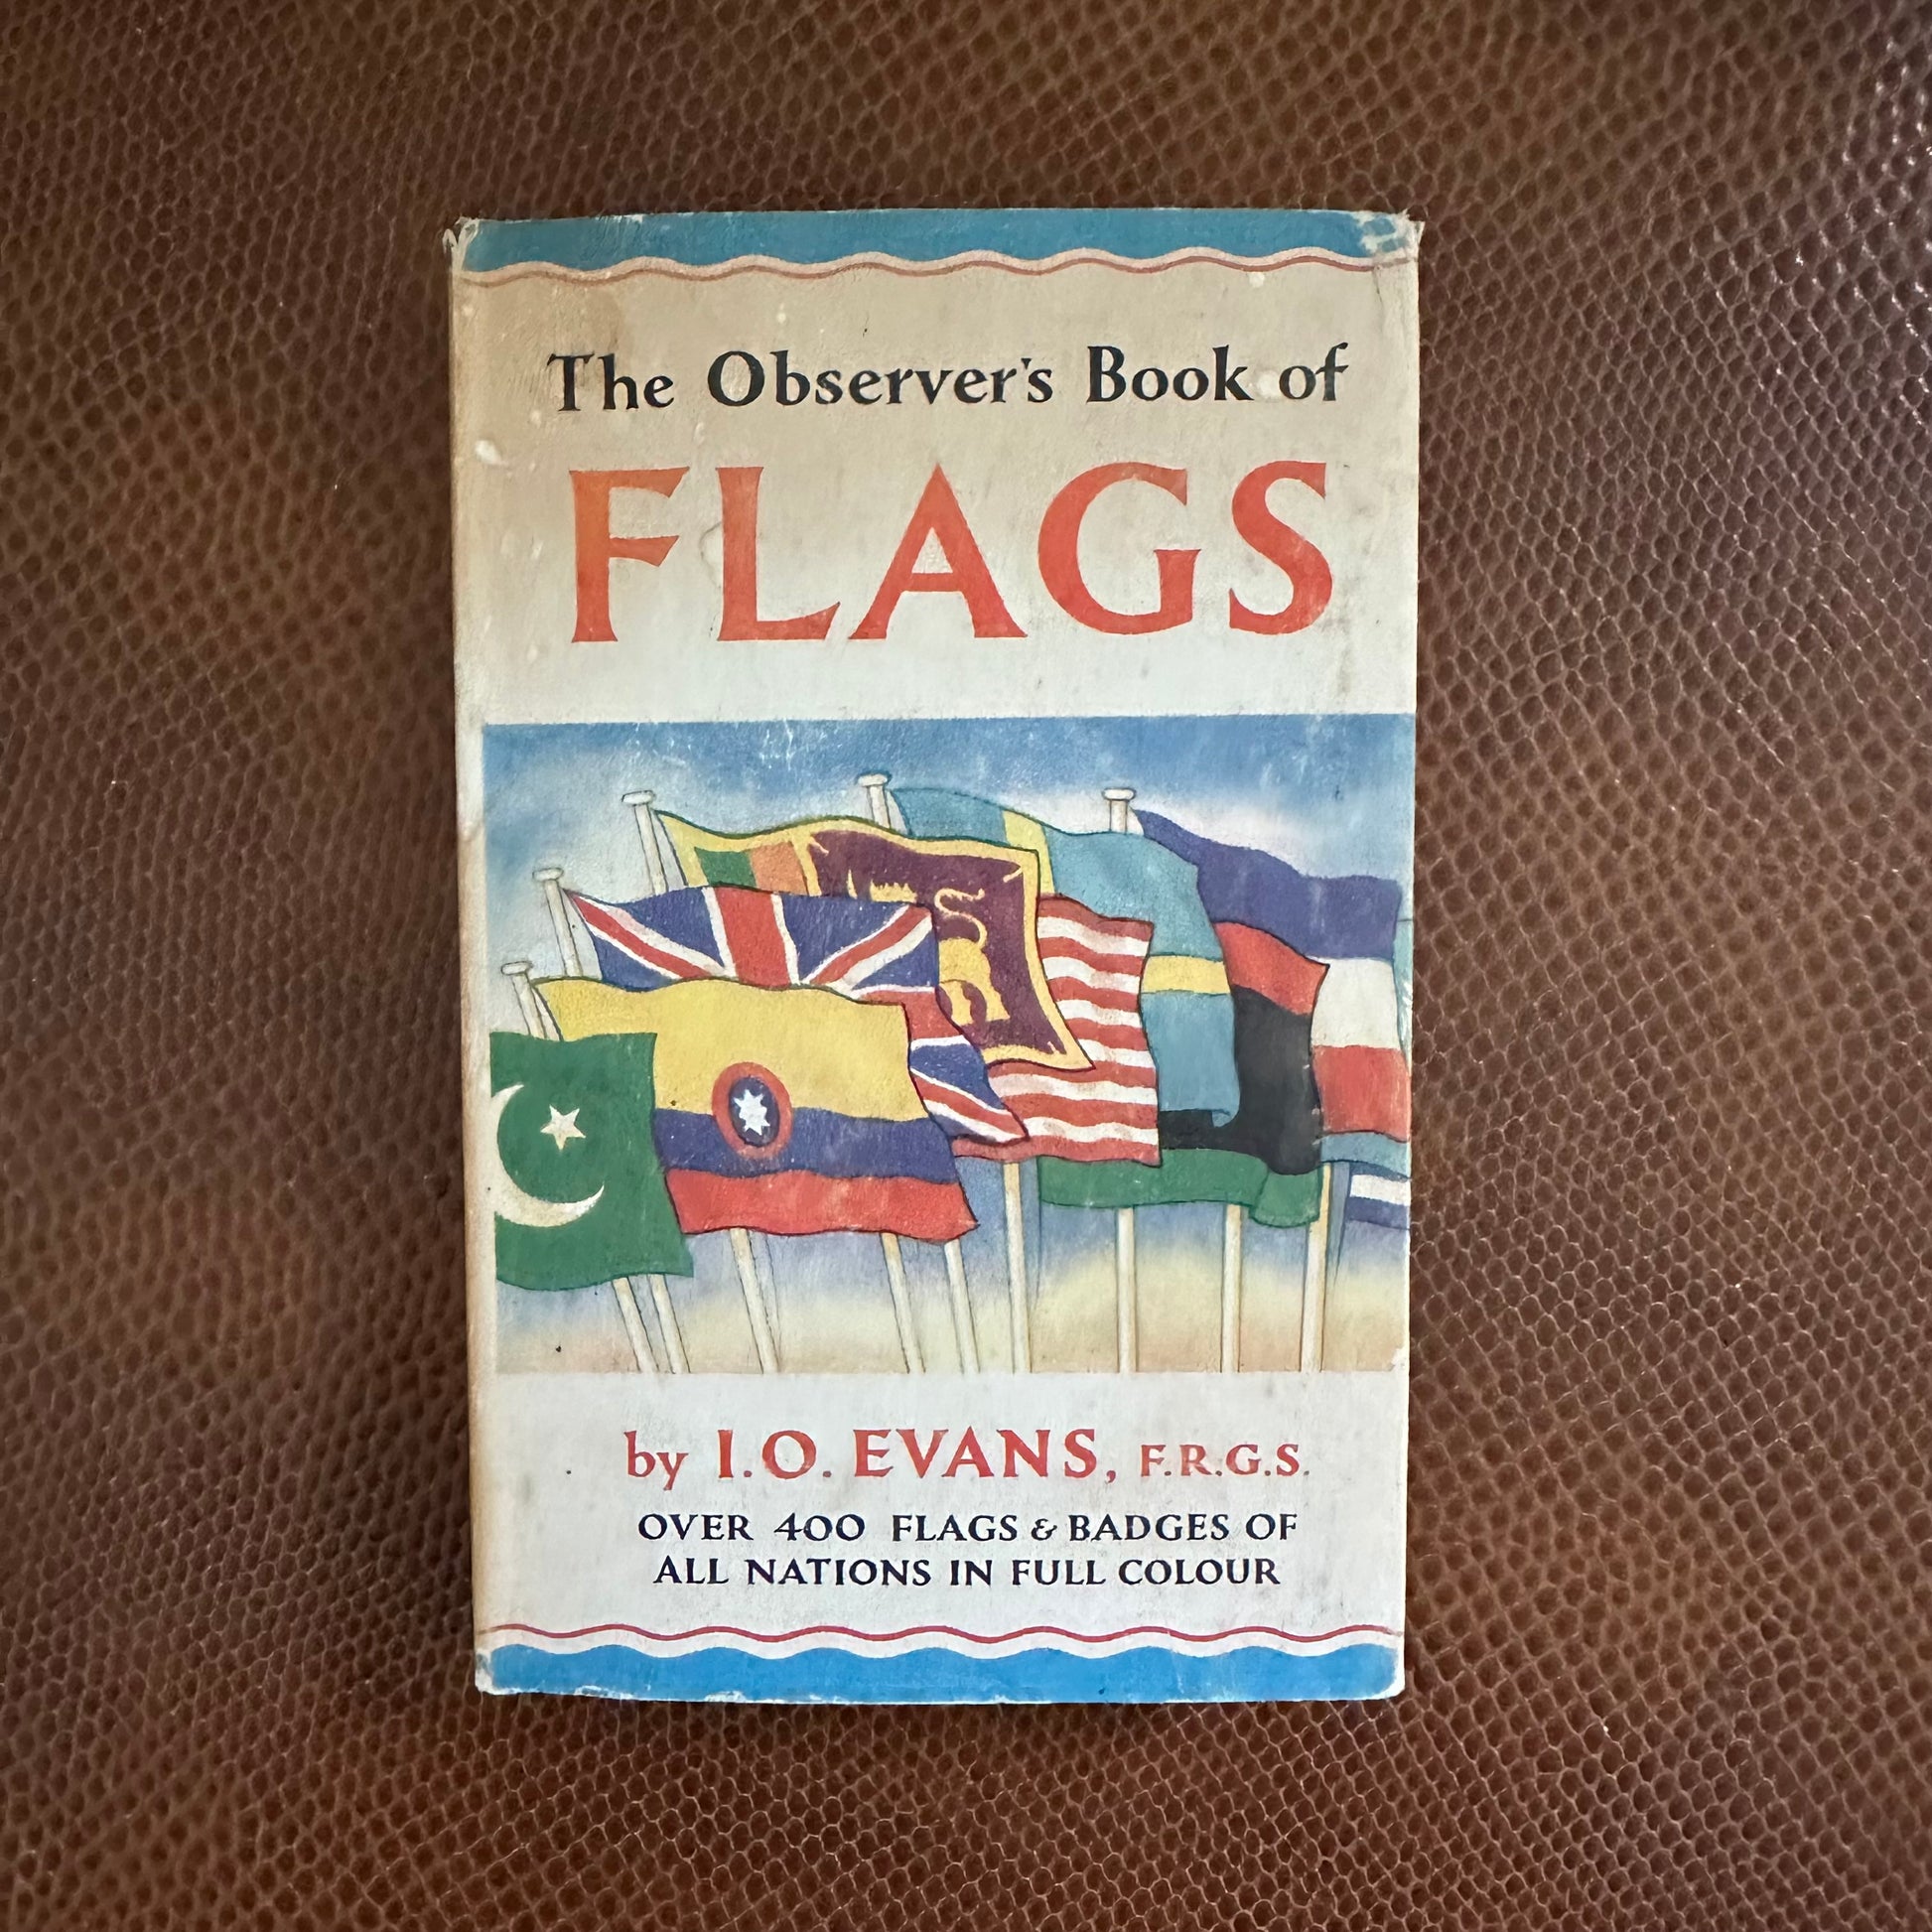 The Observer's Book of
FLAGS
by I.O. EVANS, F.R.G.S.
OVER 400 FLAGS & BADGES OF
ALL NATIONS IN FULL COLOUR